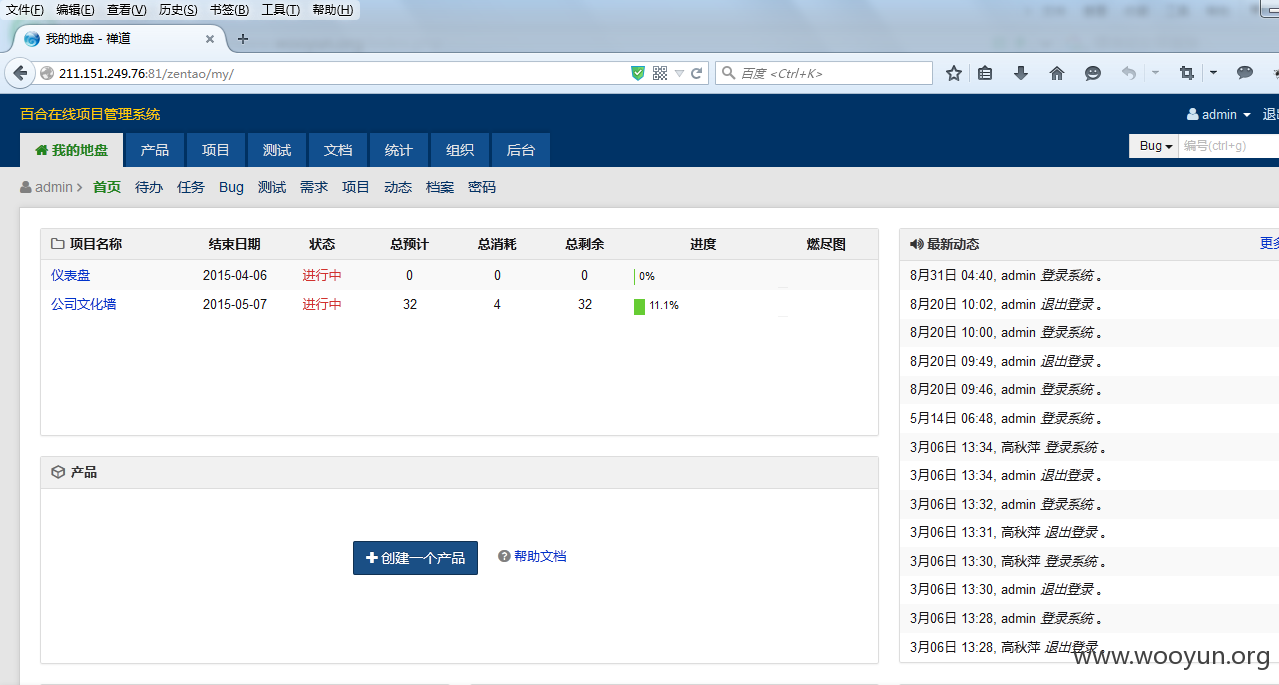 文件(F) 编辑(E) 查看(V) 历史(S) 书签(B) 工具(T) 帮助(H)
我的地盘 - 禅道 × +
211.151.249.76:81/zentao/my/ 百度 <Ctrl+K>
百合在线项目管理系统 admin 退出
我的地盘 产品 项目 测试 文档 统计 组织 后台 Bug 编号(ctrl+g)
admin > 首页 待办 任务 Bug 测试 需求 项目 动态 档案 密码
项目名称 结束日期 状态 总预计 总消耗 总剩余 进度 燃尽图
仪表盘 2015-04-06 进行中 0 0 0 0%
公司文化墙 2015-05-07 进行中 32 4 32 11.1%
产品
+ 创建一个产品 ? 帮助文档
最新动态 更多
8月31日 04:40, admin 登录系统 。
8月20日 10:02, admin 退出登录 。
8月20日 10:00, admin 登录系统 。
8月20日 09:49, admin 退出登录 。
8月20日 09:46, admin 登录系统 。
5月14日 06:48, admin 登录系统 。
3月06日 13:34, 高秋萍 登录系统 。
3月06日 13:34, admin 退出登录 。
3月06日 13:32, admin 登录系统 。
3月06日 13:31, 高秋萍 退出登录 。
3月06日 13:30, 高秋萍 登录系统 。
3月06日 13:30, admin 退出登录 。
3月06日 13:28, admin 登录系统 。
3月06日 13:28, 高秋萍 退出登录 。
www.wooyun.org